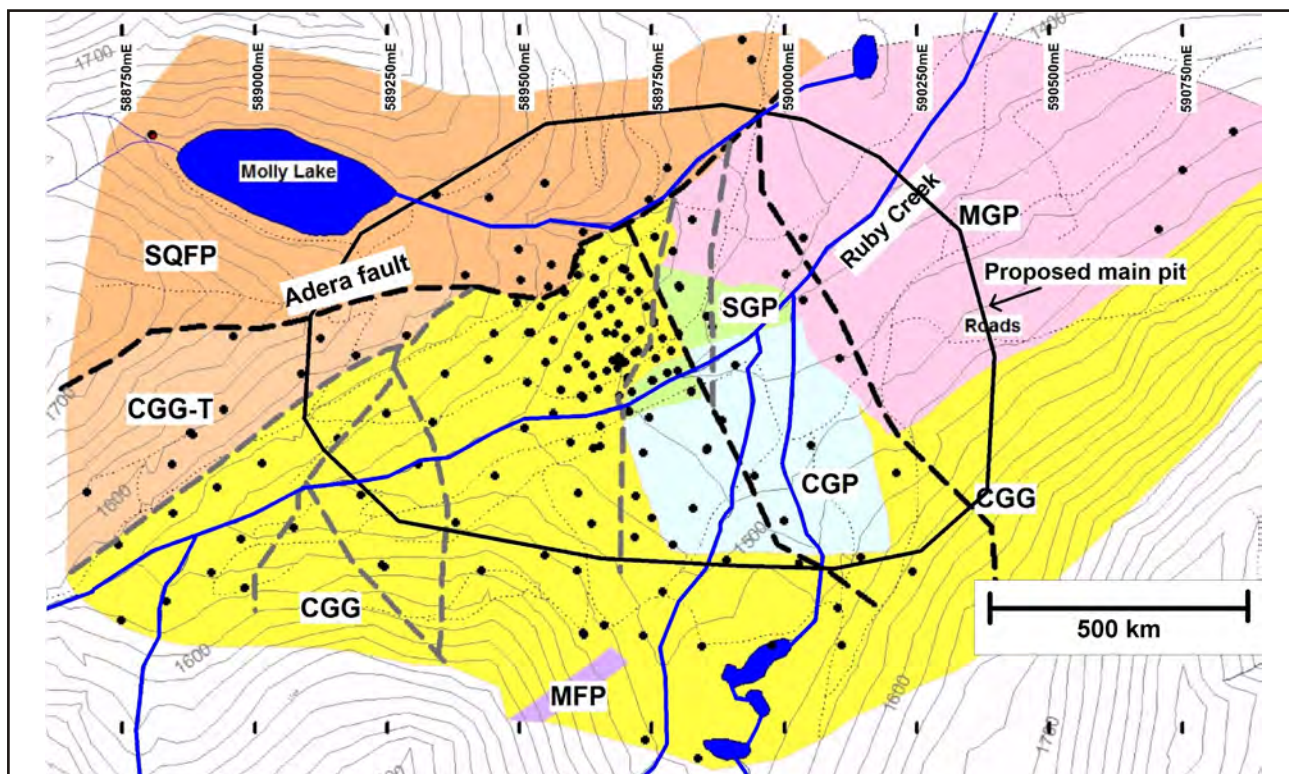 588750mE
589000mE
589250mE
589500mE
589750mE
590000mE
590250mE
590500mE
590750mE
1700
1400
Molly Lake
SQFP
Adera fault
Ruby Creek
MGP
Proposed main pit
SGP
Roads
1700
CGG-T
1600
CGP
CGG
1500
500 km
CGG
1600
MFP
1600
1700